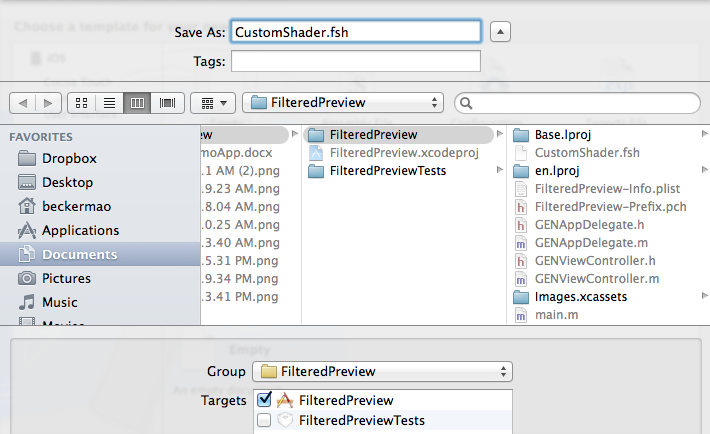 Choose a template for your new
iOS
Save As: CustomShader.fsh
Tags:
FilteredPreview
FAVORITES
Dropbox
Desktop
beckermao
Applications
Documents
Pictures
Music
Movies
ew
moApp.docx
.1 AM (2).png
.9.23 AM.png
.8.04 AM.png
.0.25 AM.png
.3.40 AM.png
.5.31 PM.png
.9.34 PM.png
.3.41 PM.png
FilteredPreview
FilteredPreview.xcodeproj
FilteredPreviewTests
Base.lproj
CustomShader.fsh
en.lproj
FilteredPreview-Info.plist
FilteredPreview-Prefix.pch
GENAppDelegate.h
GENAppDelegate.m
GENViewController.h
GENViewController.m
Images.xcassets
main.m
Empty
Group FilteredPreview
Targets FilteredPreview
FilteredPreviewTests